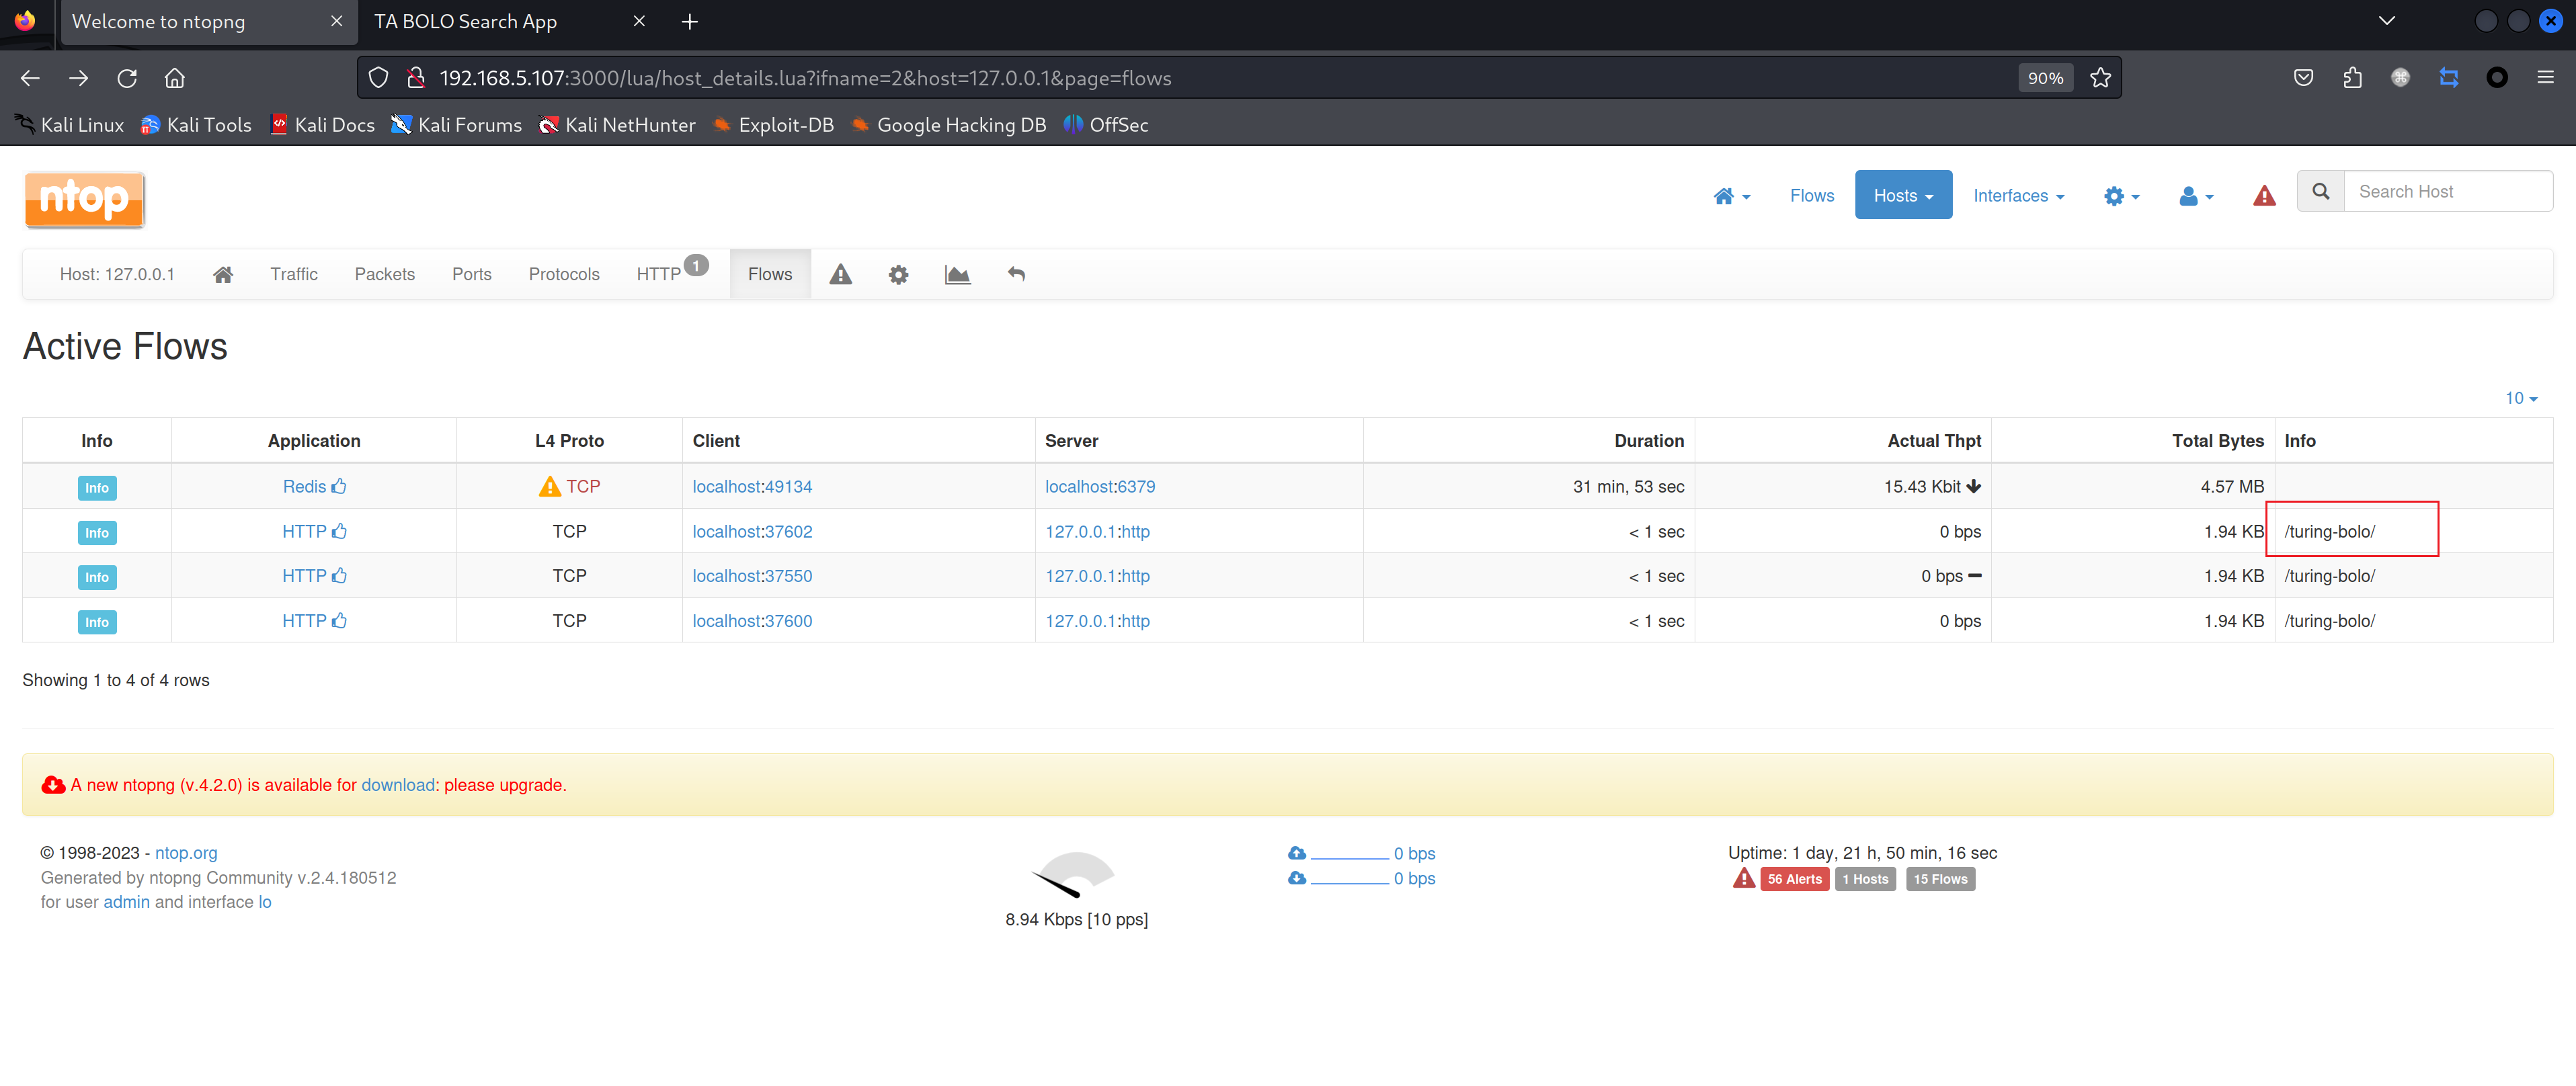 Welcome to ntopng
TA BOLO Search App
192.168.5.107:3000/lua/host_details.lua?ifname=2&host=127.0.0.1&page=flows
90%
Kali Linux Kali Tools Kali Docs Kali Forums Kali NetHunter Exploit-DB Google Hacking DB OffSec
ntop
Flows Hosts Interfaces Search Host
Host: 127.0.0.1 Traffic Packets Ports Protocols HTTP 1 Flows
Active Flows
10
Info Application L4 Proto Client Server Duration Actual Thpt Total Bytes Info
Info Redis TCP localhost:49134 localhost:6379 31 min, 53 sec 15.43 Kbit 4.57 MB
Info HTTP TCP localhost:37602 127.0.0.1:http < 1 sec 0 bps 1.94 KB /turing-bolo/
Info HTTP TCP localhost:37550 127.0.0.1:http < 1 sec 0 bps 1.94 KB /turing-bolo/
Info HTTP TCP localhost:37600 127.0.0.1:http < 1 sec 0 bps 1.94 KB /turing-bolo/
Showing 1 to 4 of 4 rows
A new ntopng (v.4.2.0) is available for download: please upgrade.
© 1998-2023 - ntop.org
Generated by ntopng Community v.2.4.180512
for user admin and interface lo
8.94 Kbps [10 pps]
0 bps
0 bps
Uptime: 1 day, 21 h, 50 min, 16 sec
56 Alerts 1 Hosts 15 Flows